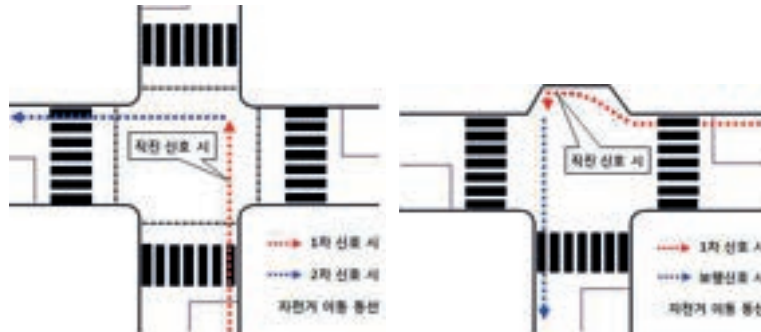 직진 신호 시
1차 신호 시
2차 신호 시
자전거 이동 동선
직진 신호 시
1차 신호 시
보행신호 시
자전거 이동 동선